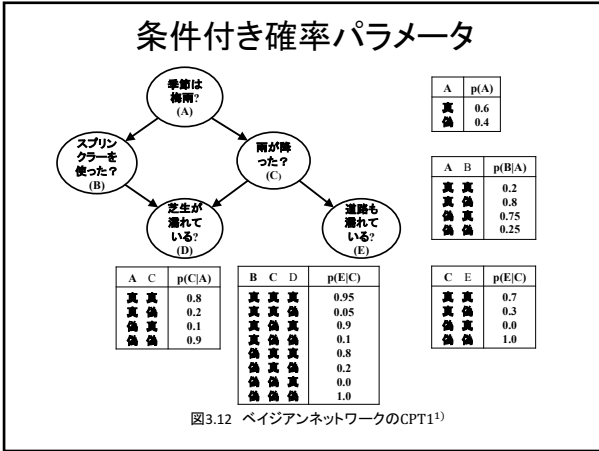 条件付き確率パラメータ
季節は
梅雨?
(A)
スプリン
クラーを
使った？
(B)
雨が降
った？
(C)
芝生が
濡れて
いる?
(D)
道路も
濡れて
いる?
(E)
A p(A)
真 0.6
偽 0.4
A B p(B|A)
真 真 0.2
真 偽 0.8
偽 真 0.75
偽 偽 0.25
A C p(C|A)
真 真 0.8
真 偽 0.2
偽 真 0.1
偽 偽 0.9
B C D p(E|C)
真 真 真 0.95
真 真 偽 0.05
真 偽 真 0.9
真 偽 偽 0.1
偽 真 真 0.8
偽 真 偽 0.2
偽 偽 真 0.0
偽 偽 偽 1.0
C E p(E|C)
真 真 0.7
真 偽 0.3
偽 真 0.0
偽 偽 1.0
図3.12 ベイジアンネットワークのCPT1¹⁾